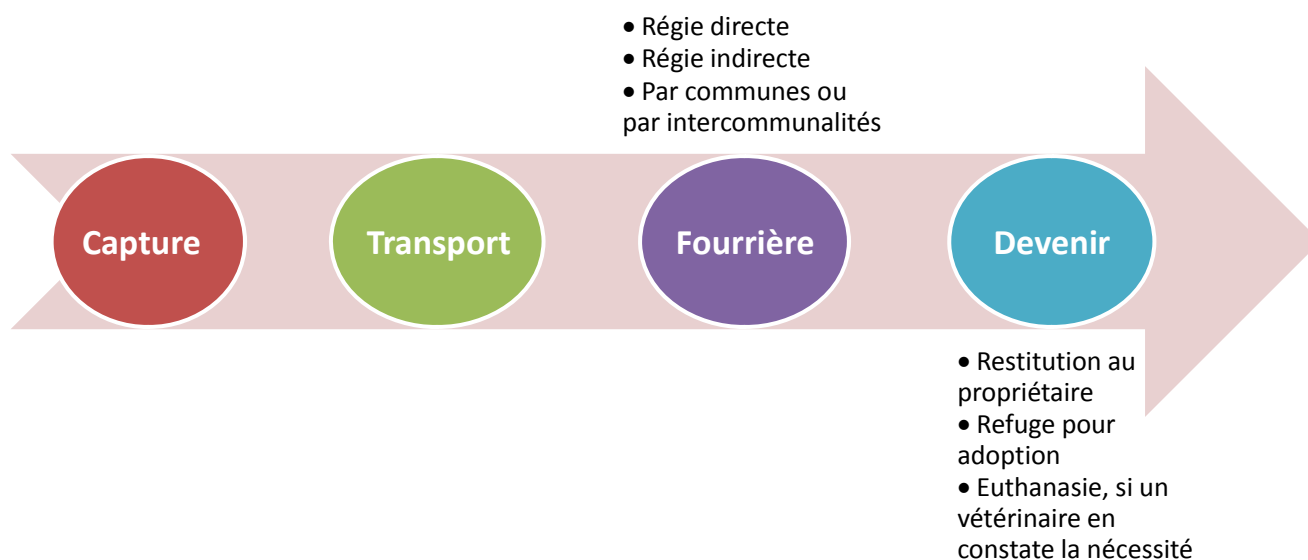 • Régie directe
• Régie indirecte
• Par communes ou
par intercommunalités
Capture
Transport
Fourrière
Devenir
• Restitution au
propriétaire
• Refuge pour
adoption
• Euthanasie, si un
vétérinaire en
constate la nécessité